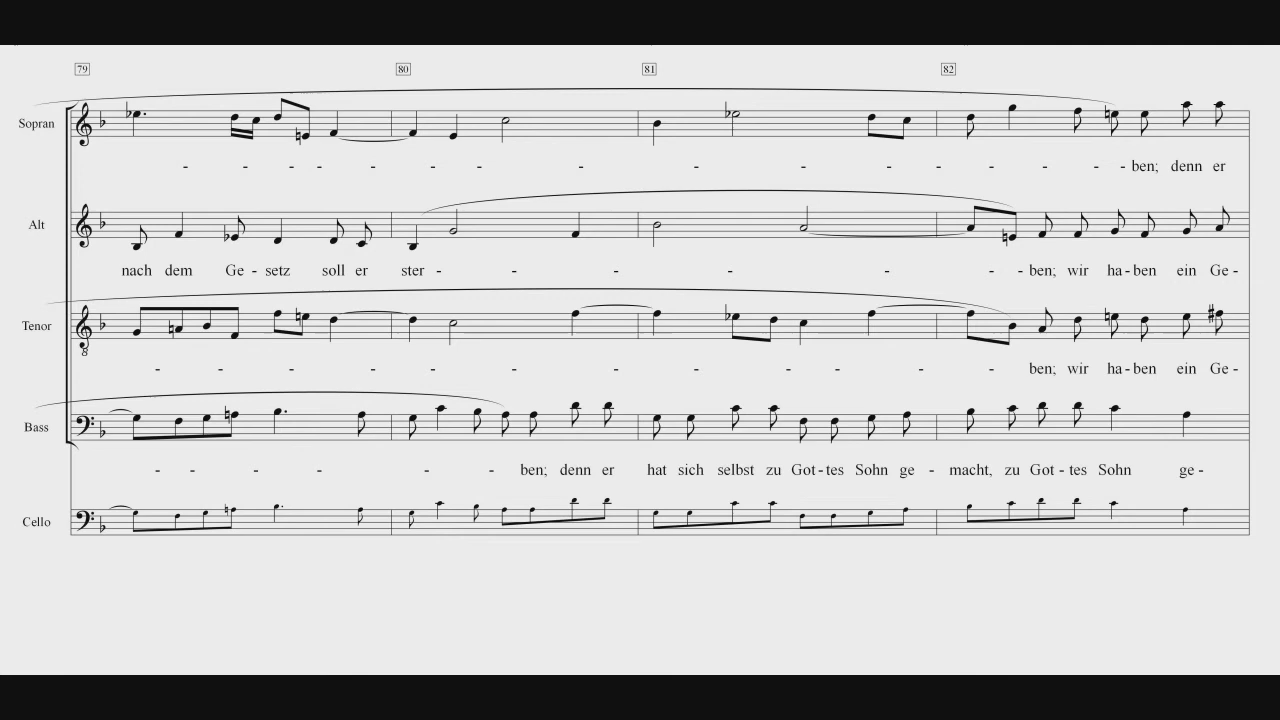 79 80 81 82
Sopran
- - - - - - - - - - - - - - - ben; denn er
Alt
nach dem Ge - setz soll er ster - - - - - - - ben; wir ha - ben ein Ge -
Tenor
- - - - - - - - - - - ben; wir ha - ben ein Ge -
Bass
- - - - - - ben; denn er hat sich selbst zu Got - tes Sohn ge - macht, zu Got - tes Sohn ge -
Cello